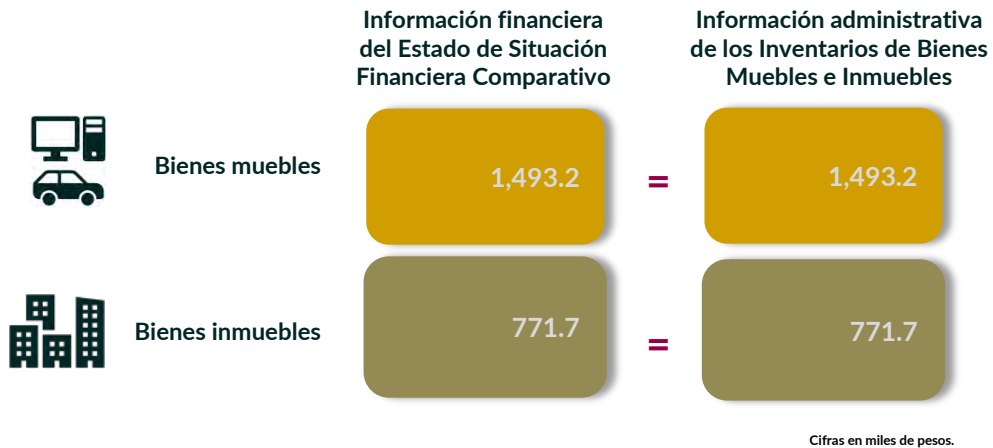 Información financiera
del Estado de Situación
Financiera Comparativo
Información administrativa
de los Inventarios de Bienes
Muebles e Inmuebles
Bienes muebles
1,493.2
=
1,493.2
Bienes inmuebles
771.7
=
771.7
Cifras en miles de pesos.